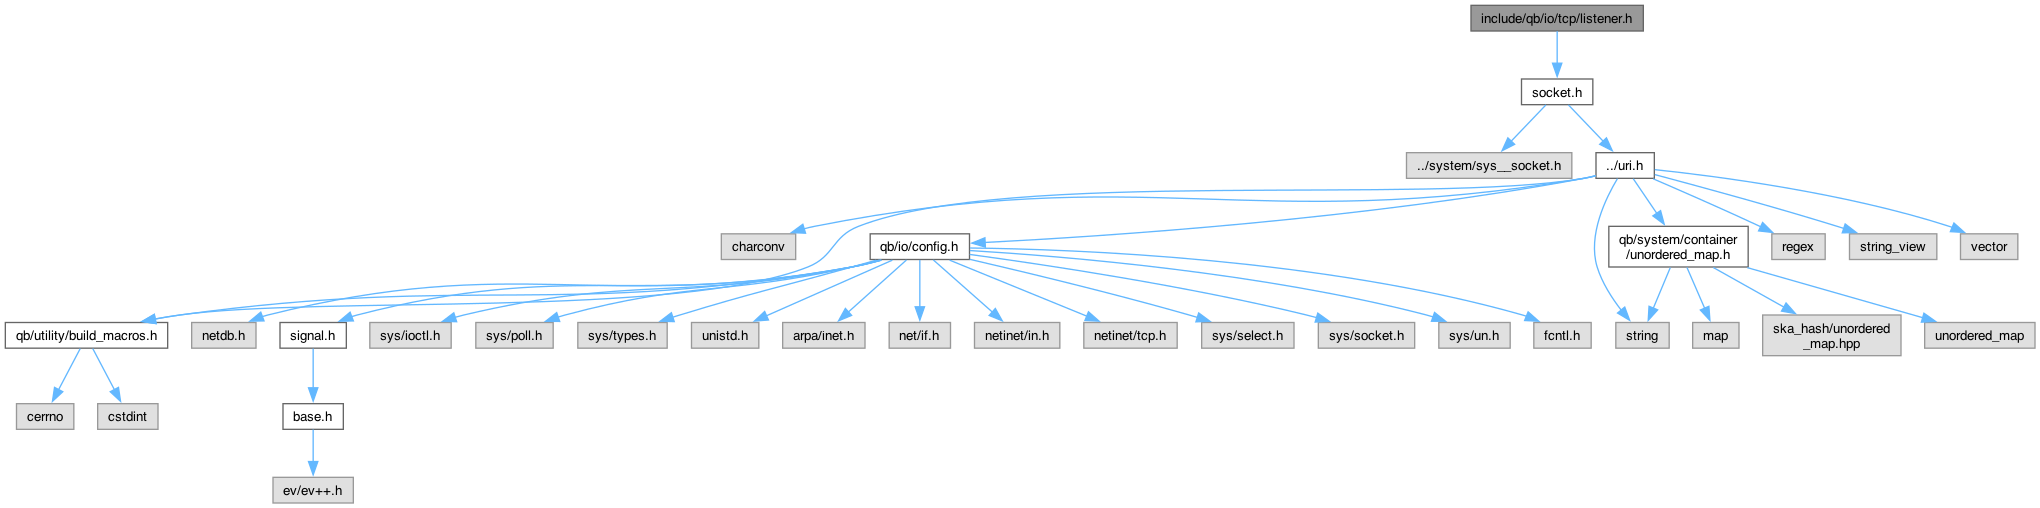 include/qb/io/tcp/listener.h
socket.h
../system/sys__socket.h
../uri.h
charconv
qb/io/config.h
qb/system/container
/unordered_map.h
regex
string_view
vector
qb/utility/build_macros.h
netdb.h
signal.h
sys/ioctl.h
sys/poll.h
sys/types.h
unistd.h
arpa/inet.h
net/if.h
netinet/in.h
netinet/tcp.h
sys/select.h
sys/socket.h
sys/un.h
fcntl.h
string
map
ska_hash/unordered
_map.hpp
unordered_map
cerrno
cstdint
base.h
ev/ev++.h